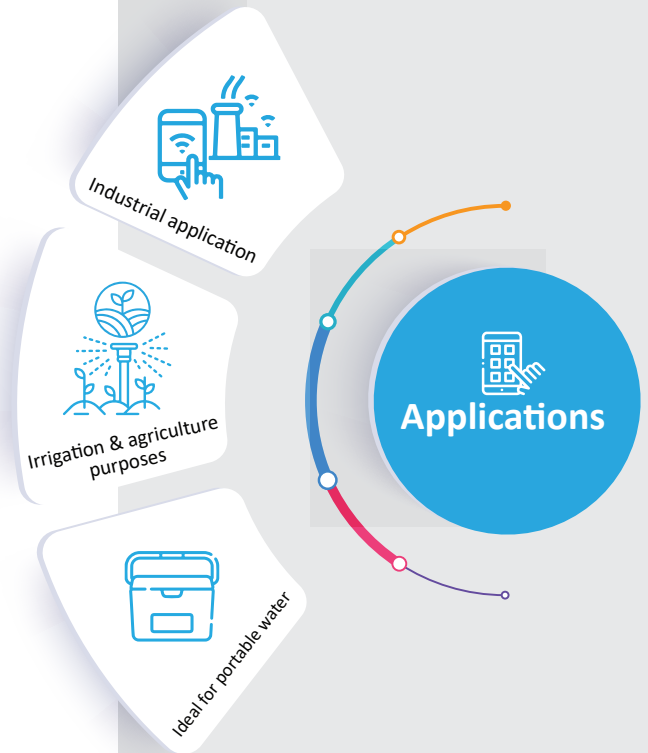 Industrial application
Irrigation & agriculture
purposes
Ideal for portable water
Applications